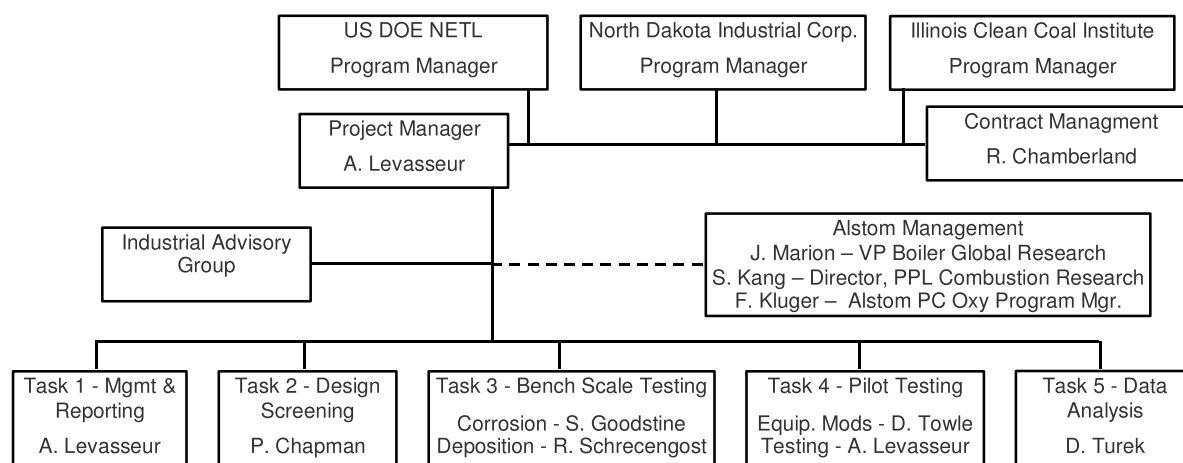 US DOE NETL
Program Manager
North Dakota Industrial Corp.
Program Manager
Illinois Clean Coal Institute
Program Manager
Project Manager
A. Levasseur
Contract Managment
R. Chamberland
Industrial Advisory
Group
Alstom Management
J. Marion – VP Boiler Global Research
S. Kang – Director, PPL Combustion Research
F. Kluger – Alstom PC Oxy Program Mgr.
Task 1 - Mgmt &
Reporting
A. Levasseur
Task 2 - Design
Screening
P. Chapman
Task 3 - Bench Scale Testing
Corrosion - S. Goodstine
Deposition - R. Schrecengost
Task 4 - Pilot Testing
Equip. Mods - D. Towle
Testing - A. Levasseur
Task 5 - Data
Analysis
D. Turek